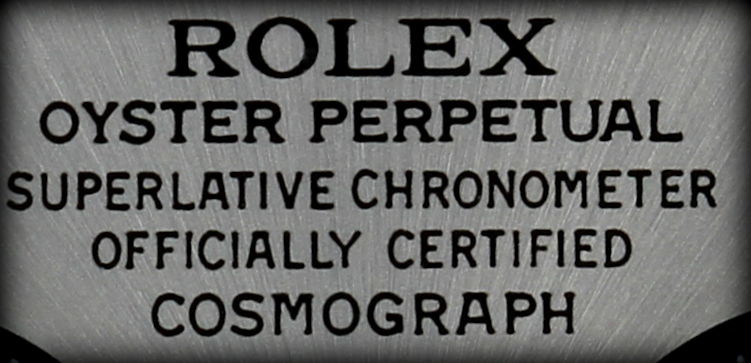 ROLEX
OYSTER PERPETUAL
SUPERLATIVE CHRONOMETER
OFFICIALLY CERTIFIED
COSMOGRAPH